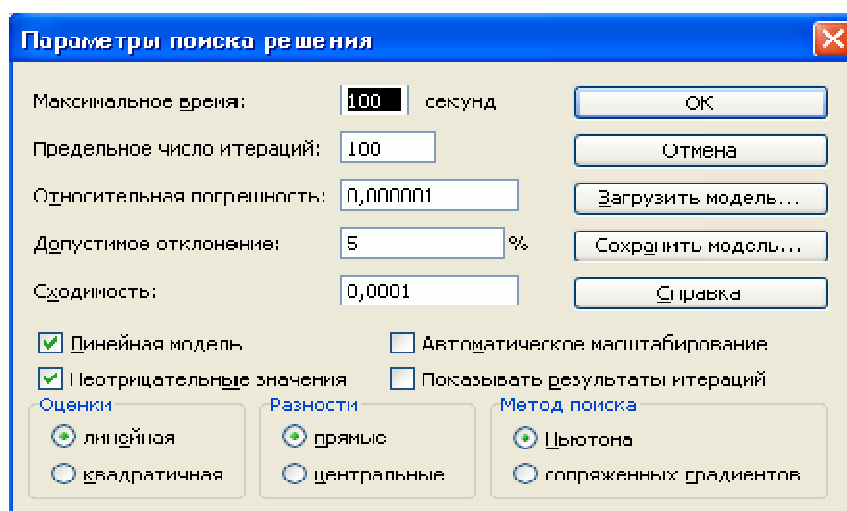 Параметры поиска решения
Максимальное время: 100 секунд
ОК
Предельное число итераций: 100
Отмена
Относительная погрешность: 0,000001
Загрузить модель...
Допустимое отклонение: 5 %
Сохранить модель...
Сходимость: 0,0001
Справка
Линейная модель
Автоматическое масштабирование
Неотрицательные значения
Показывать результаты итераций
Оценки
линейная
квадратичная
Разности
прямые
центральные
Метод поиска
Ньютона
сопряженных градиентов